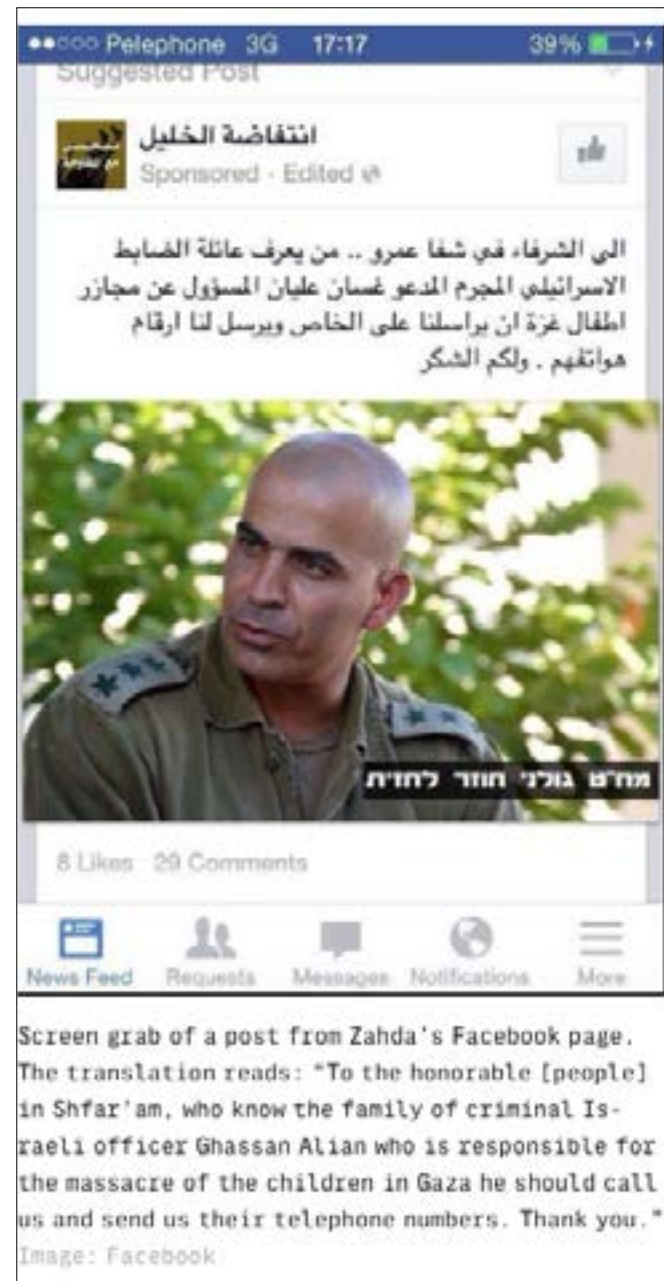 Pelephone 3G 17:17 39%
Suggested Post
انتفاضة الخليل
Sponsored · Edited
الى الشرفاء في شفا عمرو .. من يعرف عائلة الضابط
الاسرائيلي المجرم المدعو غسان عليان المسؤول عن مجازر
اطفال غزة ان يراسلنا على الخاص ويرسل لنا ارقام
هواتفهم . ولكم الشكر
מח"ט גולני חוזר לחזית
8 Likes 29 Comments
News Feed Requests Messages Notifications More
Screen grab of a post from Zahda's Facebook page.
The translation reads: "To the honorable [people]
in Shfar'am, who know the family of criminal Is-
raeli officer Ghassan Alian who is responsible for
the massacre of the children in Gaza he should call
us and send us their telephone numbers. Thank you."
Image: Facebook